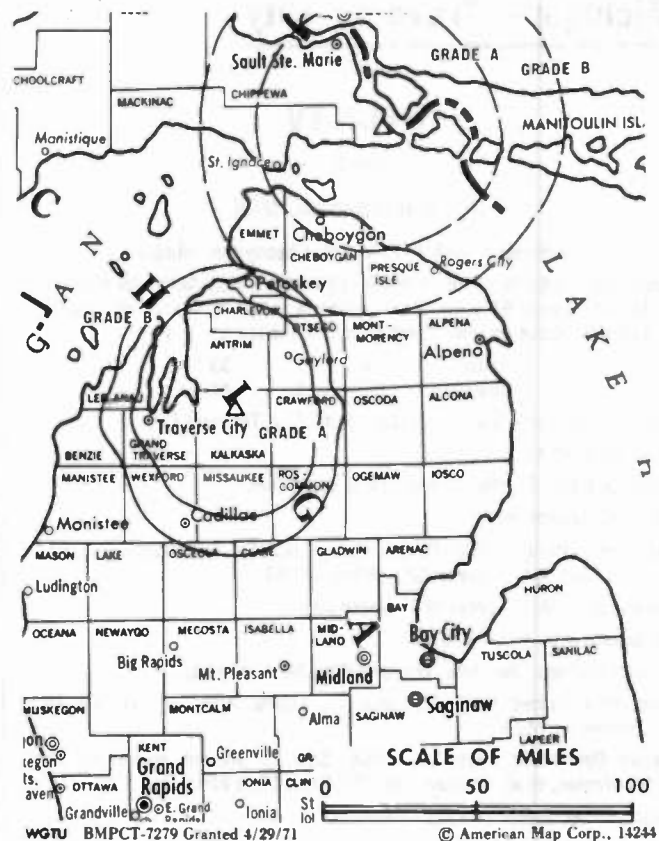 Sault Ste. Marie
GRADE A
GRADE B
CHOOLCRAFT
CHIPPEWA
MACKINAC
MANITOULIN ISL
Manistique
St. Ignace
C
EMMET
Cheboygon
CHEBOYGAN
PRESQUE
ISLE
Rogers City
L
A
K
E
Petoskey
H
GRADE B
CHARLEVOIX
OTSEGO
MONT-
MORENCY
ALPENA
ANTRIM
Gaylord
Alpeno
G-J
A
Z
LEELANAU
CRAWFORD
OSCODA
ALCONA
Traverse City
GRADE A
BENZIE
GRAND
TRAVERSE
KALKASKA
MANISTEE
WEXFORD
MISSAUKEE
ROS-
COMMON
OGEMAW
IOSCO
Manistee
Cadillac
G
MASON
LAKE
OSCEOLA
CLARE
GLADWIN
ARENAC
Ludington
HURON
BAY
OCEANA
NEWAYGO
MECOSTA
ISABELLA
MID-
LAND
A
Bay City
TUSCOLA
SANILAC
Big Rapids
Mt. Pleasant
Midland
MUSKEGON
MONTCALM
Alma
SAGINAW
Saginaw
LAPEER
KENT
Greenville
SCALE OF MILES
OTTAWA
Grand
Rapids
IONIA
CLIN
0
50
100
Grandville
E. Grand
Rapids
Ionia
WGTU BMPCT-7279 Granted 4/29/71
© American Map Corp., 14244